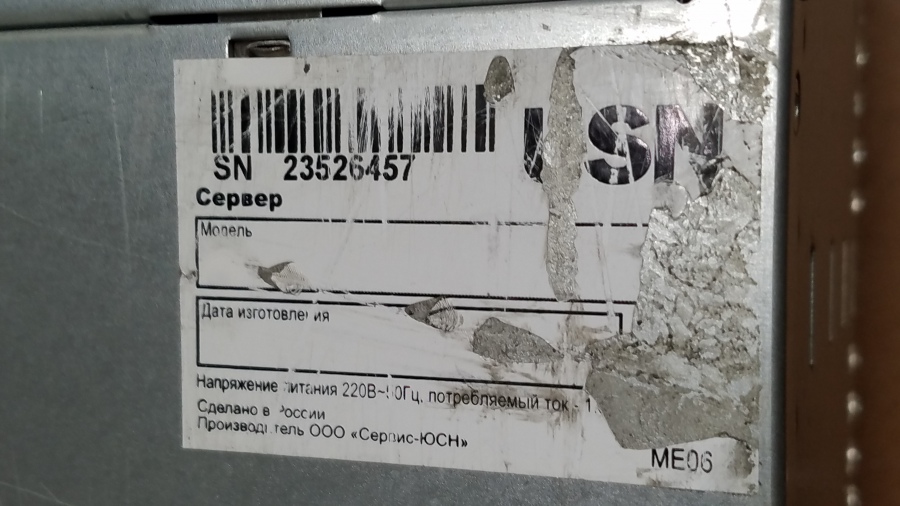 USN
SN 23526457
Сервер
Модель
Дата изготовления
Напряжение питания 220В~50Гц, потребляемый ток - 1
Сделано в России
Производитель ООО «Сервис-ЮСН»
ME06